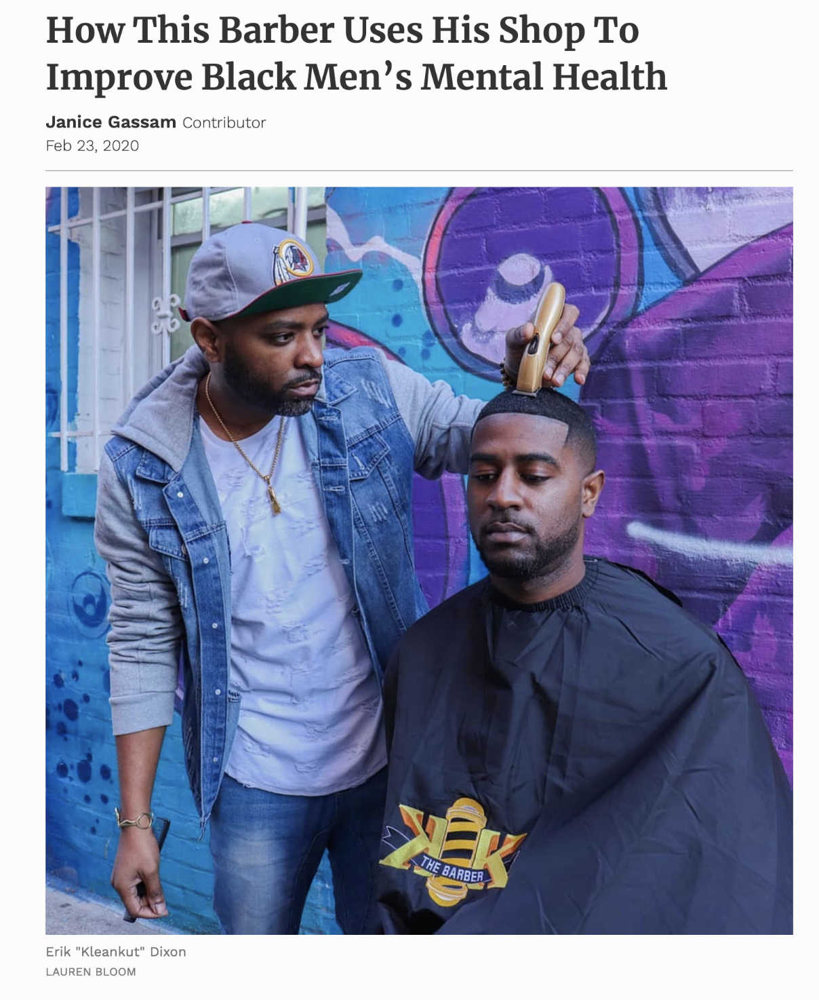 How This Barber Uses His Shop To
Improve Black Men’s Mental Health
Janice Gassam Contributor
Feb 23, 2020
KK
THE BARBER
Erik "Kleankut" Dixon
LAUREN BLOOM